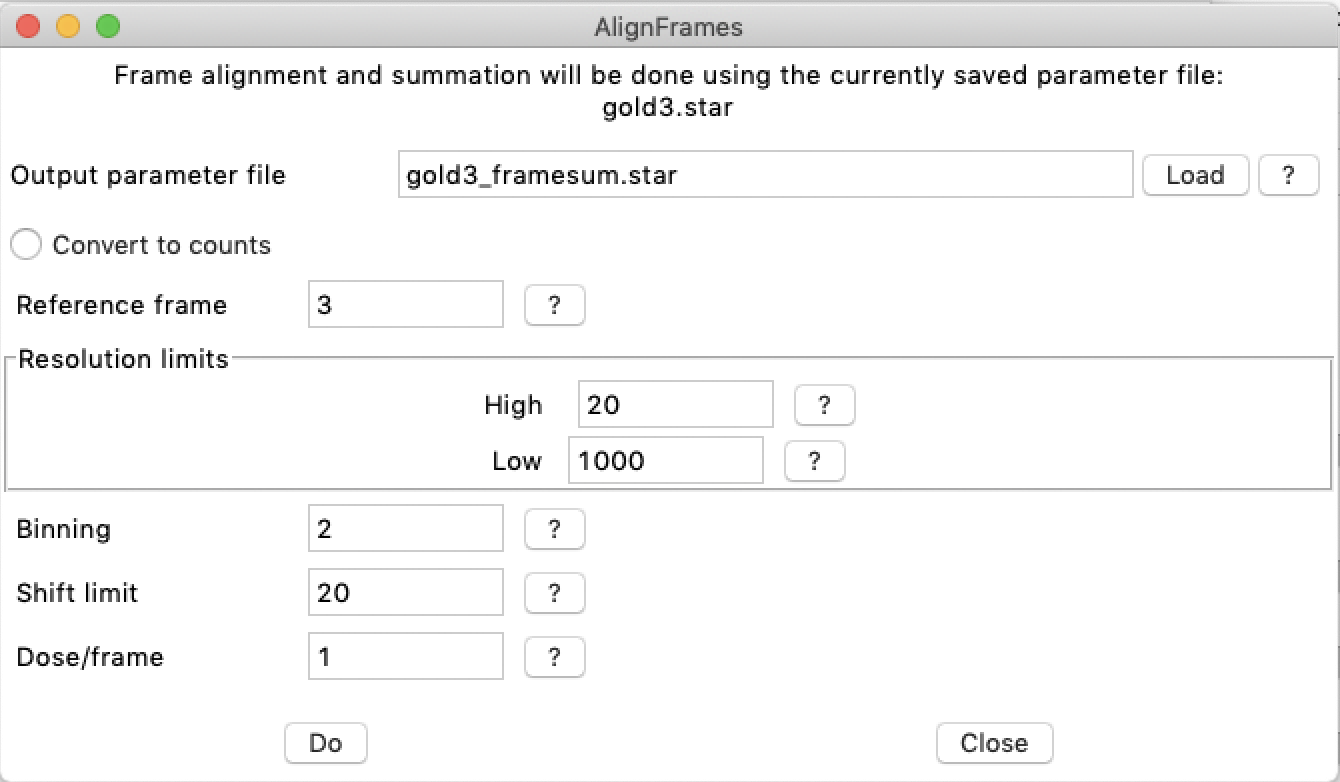 AlignFrames
Frame alignment and summation will be done using the currently saved parameter file:
gold3.star
Output parameter file gold3_framesum.star Load ?
Convert to counts
Reference frame 3 ?
Resolution limits
High 20 ?
Low 1000 ?
Binning 2 ?
Shift limit 20 ?
Dose/frame 1 ?
Do Close